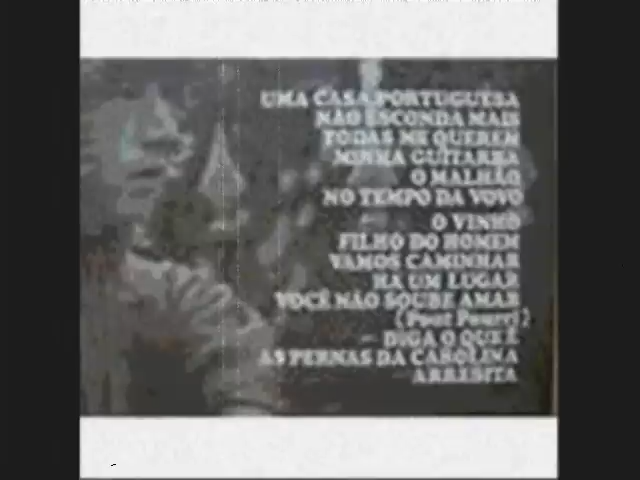 UMA CASA PORTUGUESA
NÃO ESCONDA MAIS
TODAS ME QUEREM
MINHA GUITARRA
O MALHÃO
NO TEMPO DA VOVÓ
O VINHO
FILHO DO HOMEM
VAMOS CAMINHAR
HÁ UM LUGAR
VOCÊ NÃO SOUBE AMAR
(Pout Pourri)
DIGA O QUE É
AS PERNAS DA CAROLINA
ARREBITA